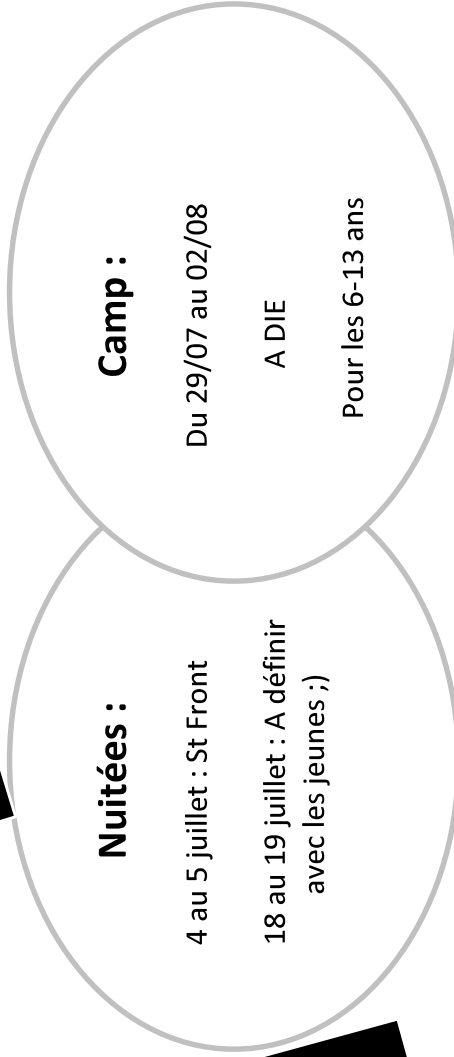 Nuitées :
4 au 5 juillet : St Front
18 au 19 juillet : A définir
avec les jeunes ;)
Camp :
Du 29/07 au 02/08
A DIE
Pour les 6-13 ans